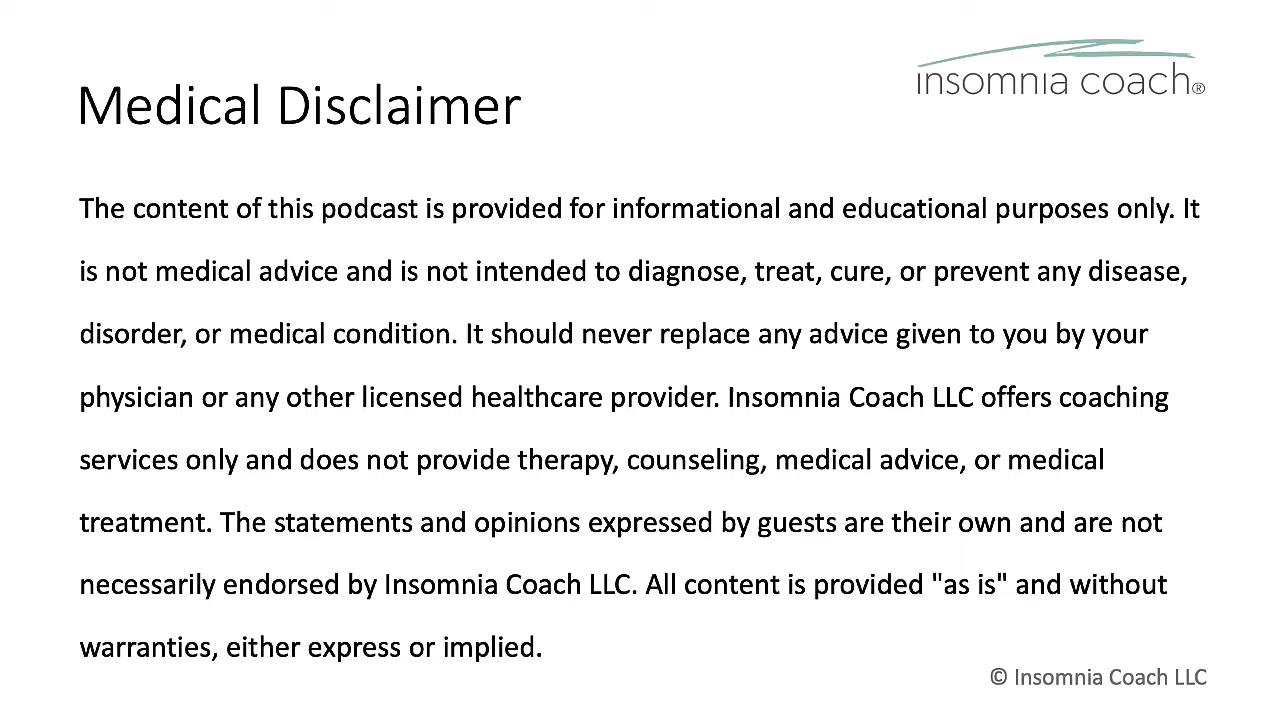 insomnia coach®
Medical Disclaimer
The content of this podcast is provided for informational and educational purposes only. It
is not medical advice and is not intended to diagnose, treat, cure, or prevent any disease,
disorder, or medical condition. It should never replace any advice given to you by your
physician or any other licensed healthcare provider. Insomnia Coach LLC offers coaching
services only and does not provide therapy, counseling, medical advice, or medical
treatment. The statements and opinions expressed by guests are their own and are not
necessarily endorsed by Insomnia Coach LLC. All content is provided "as is" and without
warranties, either express or implied.
© Insomnia Coach LLC